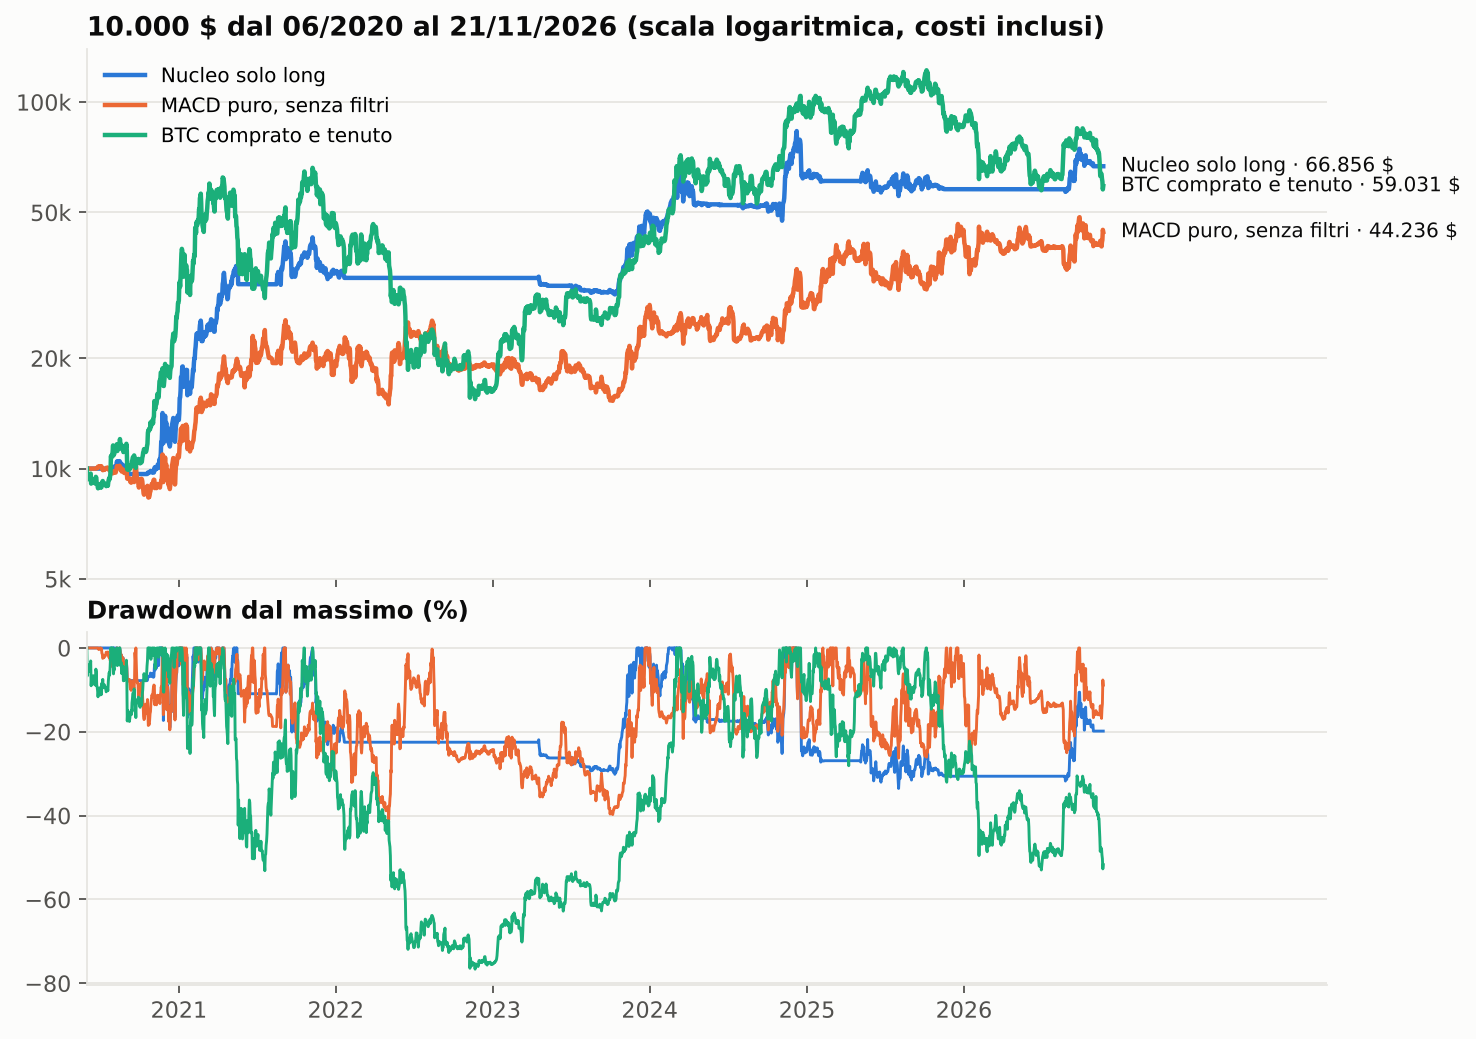 10.000 $ dal 06/2020 al 21/11/2026 (scala logaritmica, costi inclusi)
Nucleo solo long
MACD puro, senza filtri
BTC comprato e tenuto
100k
50k
20k
10k
5k
Nucleo solo long · 66.856 $
BTC comprato e tenuto · 59.031 $
MACD puro, senza filtri · 44.236 $
Drawdown dal massimo (%)
0
−20
−40
−60
−80
2021 2022 2023 2024 2025 2026